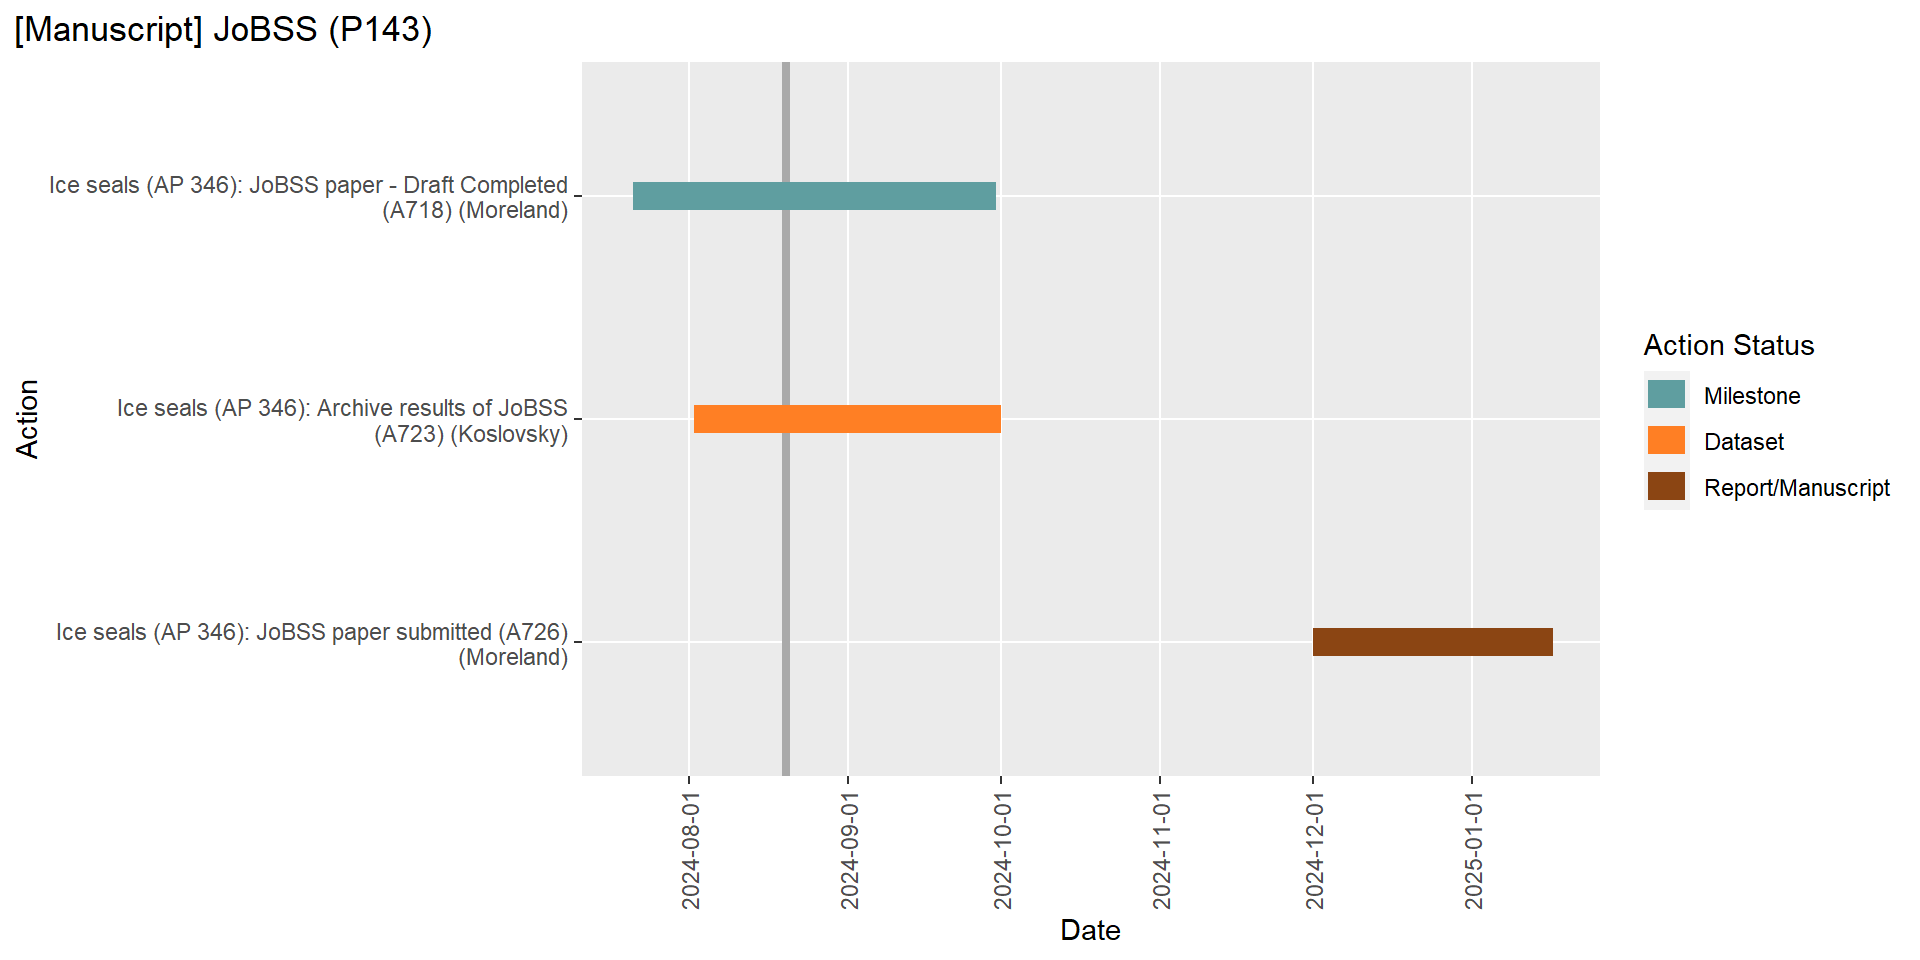 [Manuscript] JoBSS (P143)
Ice seals (AP 346): JoBSS paper - Draft Completed
(A718) (Moreland)
Ice seals (AP 346): Archive results of JoBSS
(A723) (Koslovsky)
Ice seals (AP 346): JoBSS paper submitted (A726)
(Moreland)
Action
2024-08-01
2024-09-01
2024-10-01
2024-11-01
2024-12-01
2025-01-01
Date
Action Status
Milestone
Dataset
Report/Manuscript